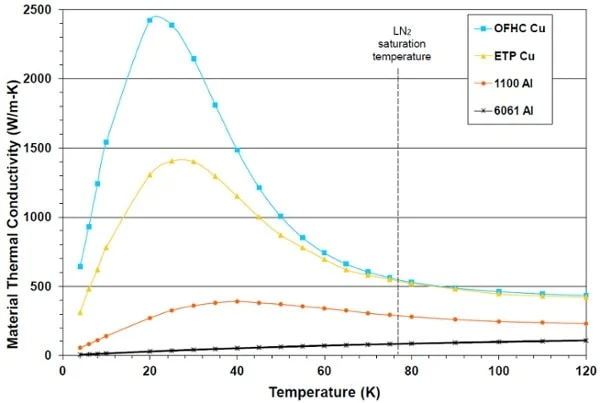 2500
2000
1500
1000
500
0
Material Thermal Conductivity (W/m-K)
LN2
saturation
temperature
OFHC Cu
ETP Cu
1100 Al
6061 Al
0 20 40 60 80 100 120
Temperature (K)